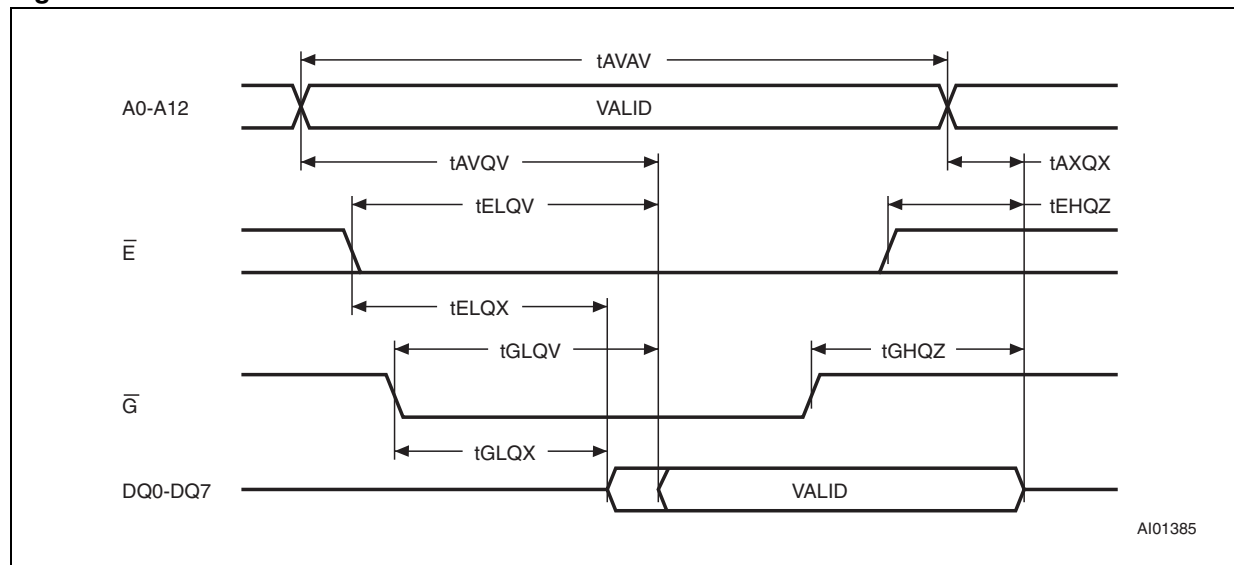 tAVAV
A0-A12
VALID
tAVQV
tAXQX
tELQV
tEHQZ
E̅
tELQX
tGLQV
tGHQZ
G̅
tGLQX
DQ0-DQ7
VALID
AI01385